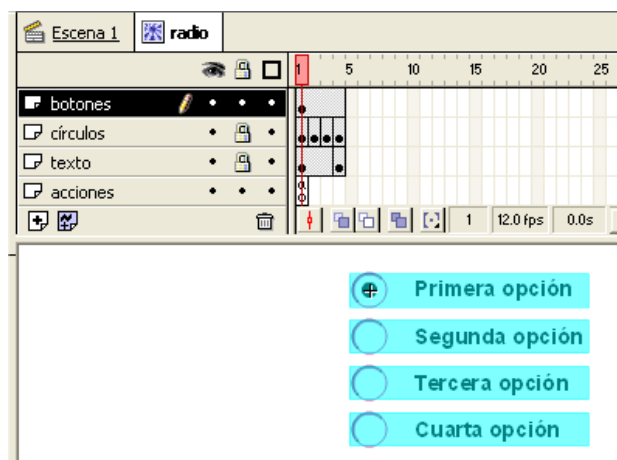 Escena 1 radio
1 5 10 15 20 25
botones
círculos
texto
acciones
a
1 12.0 fps 0.0s
Primera opción
Segunda opción
Tercera opción
Cuarta opción